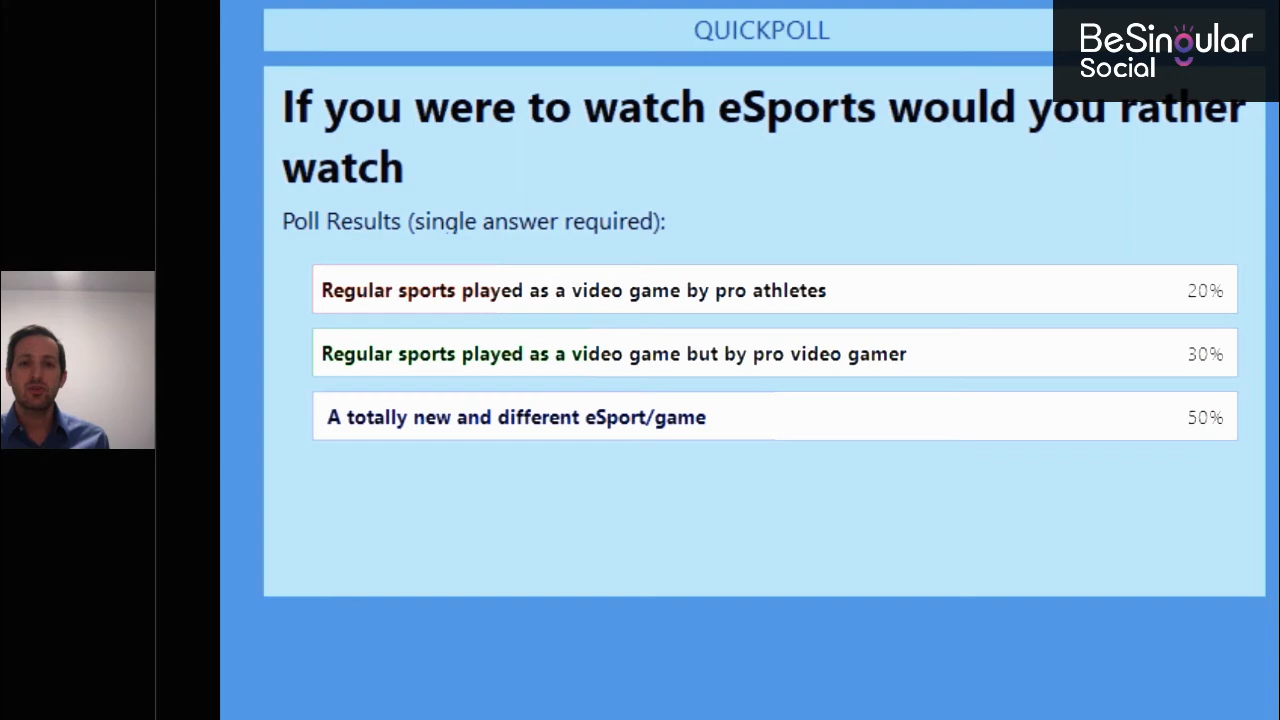 QUICKPOLL
BeSingular
Social
If you were to watch eSports would you rather
watch
Poll Results (single answer required):
Regular sports played as a video game by pro athletes 20%
Regular sports played as a video game but by pro video gamer 30%
A totally new and different eSport/game 50%